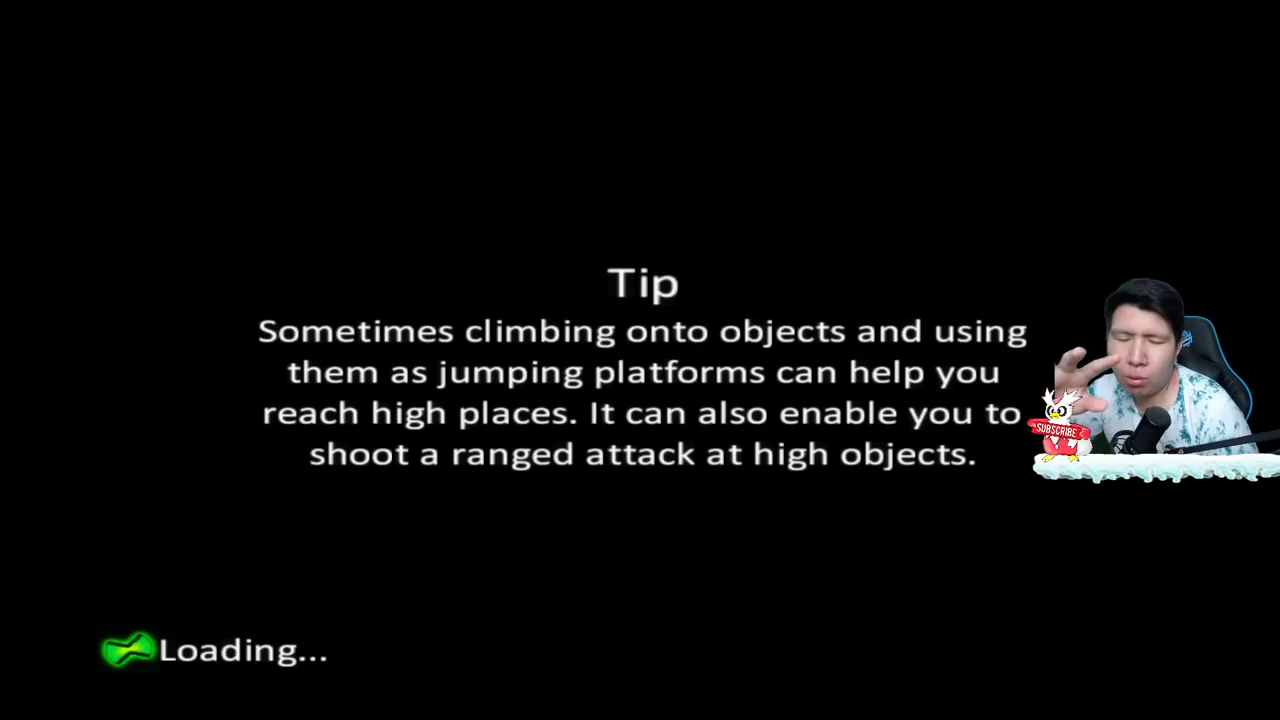 Tip
Sometimes climbing onto objects and using
them as jumping platforms can help you
reach high places. It can also enable you to
shoot a ranged attack at high objects.
SUBSCRIBE
Loading...